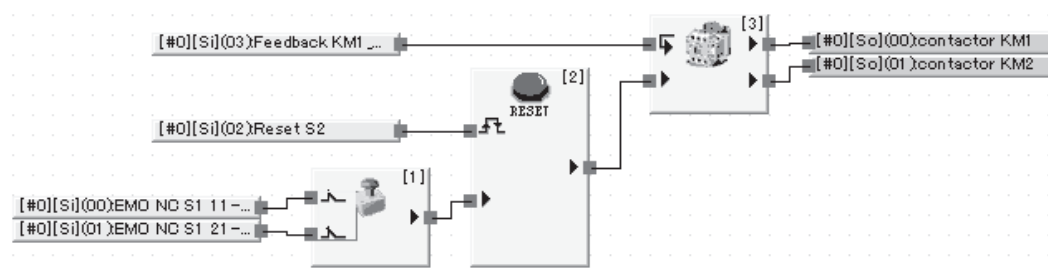 [#0][Si](03):Feedback KM1_...
[3]
[#0][So](00):contactor KM1
[#0][So](01):contactor KM2
[2]
RESET
[#0][Si](02):Reset S2
[1]
[#0][Si](00):EMO NC S1 11-...
[#0][Si](01):EMO NC S1 21-...